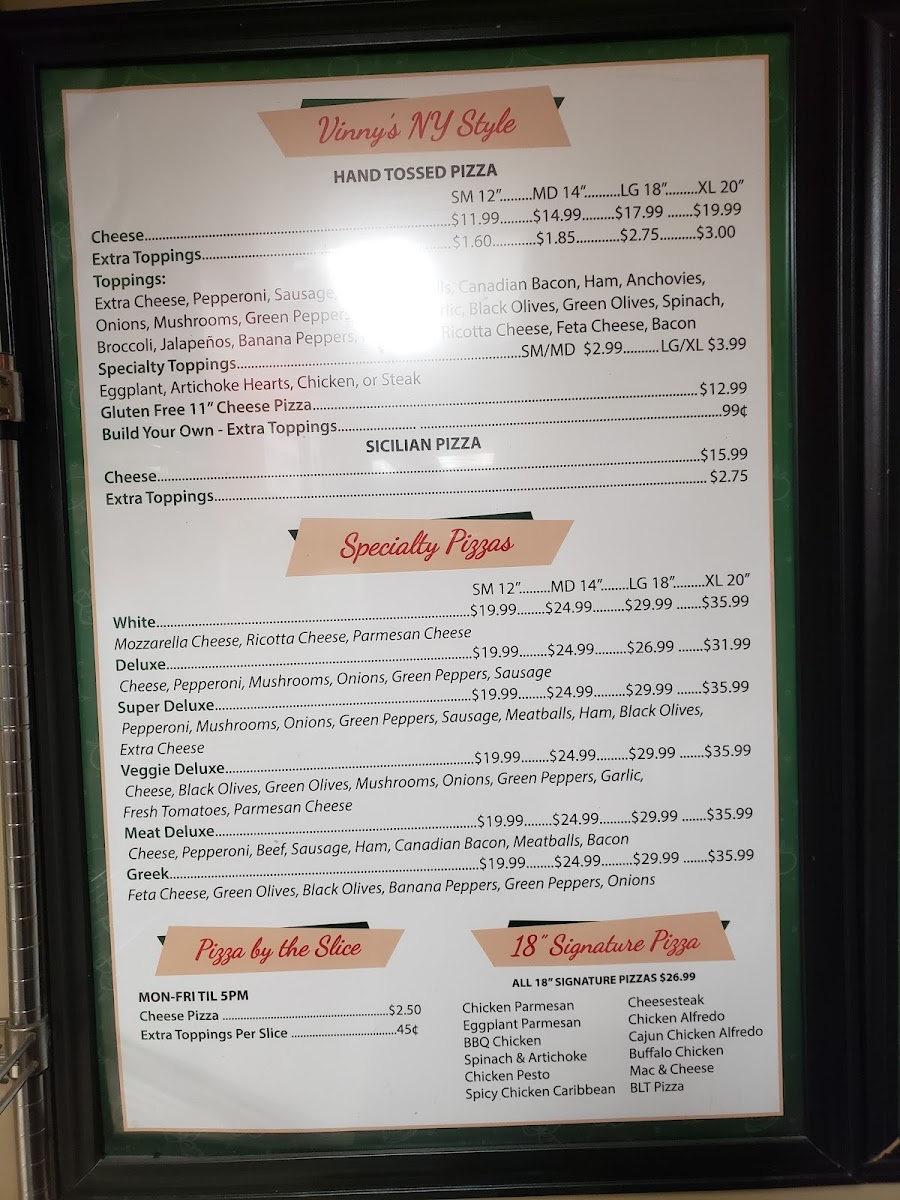 Vinny's NY Style
HAND TOSSED PIZZA
SM 12".........MD 14"..........LG 18".........XL 20"
Cheese..........$11.99........$14.99.........$17.99 .......$19.99
Extra Toppings..........$1.60............$1.85............$2.75..........$3.00
Toppings:
Extra Cheese, Pepperoni, Sausage, Canadian Bacon, Ham, Anchovies,
Onions, Mushrooms, Green Peppers, Black Olives, Green Olives, Spinach,
Broccoli, Jalapeños, Banana Peppers, Ricotta Cheese, Feta Cheese, Bacon
Specialty Toppings..........SM/MD $2.99..........LG/XL $3.99
Eggplant, Artichoke Hearts, Chicken, or Steak
Gluten Free 11" Cheese Pizza..........$12.99
Build Your Own - Extra Toppings..........99¢
SICILIAN PIZZA
Cheese..........$15.99
Extra Toppings..........$2.75
Specialty Pizzas
SM 12".........MD 14"........LG 18".........XL 20"
White..........$19.99........$24.99.........$29.99 .......$35.99
Mozzarella Cheese, Ricotta Cheese, Parmesan Cheese
Deluxe..........$19.99........$24.99.........$26.99 .......$31.99
Cheese, Pepperoni, Mushrooms, Onions, Green Peppers, Sausage
Super Deluxe..........$19.99........$24.99.........$29.99 .......$35.99
Pepperoni, Mushrooms, Onions, Green Peppers, Sausage, Meatballs, Ham, Black Olives,
Extra Cheese
Veggie Deluxe..........$19.99........$24.99.........$29.99 .......$35.99
Cheese, Black Olives, Green Olives, Mushrooms, Onions, Green Peppers, Garlic,
Fresh Tomatoes, Parmesan Cheese
Meat Deluxe..........$19.99........$24.99.........$29.99 .......$35.99
Cheese, Pepperoni, Beef, Sausage, Ham, Canadian Bacon, Meatballs, Bacon
Greek..........$19.99........$24.99.........$29.99 .......$35.99
Feta Cheese, Green Olives, Black Olives, Banana Peppers, Green Peppers, Onions
Pizza by the Slice
MON-FRI TIL 5PM
Cheese Pizza ..........$2.50
Extra Toppings Per Slice ..........45¢
18" Signature Pizza
ALL 18" SIGNATURE PIZZAS $26.99
Chicken Parmesan
Eggplant Parmesan
BBQ Chicken
Spinach & Artichoke
Chicken Pesto
Spicy Chicken Caribbean
Cheesesteak
Chicken Alfredo
Cajun Chicken Alfredo
Buffalo Chicken
Mac & Cheese
BLT Pizza